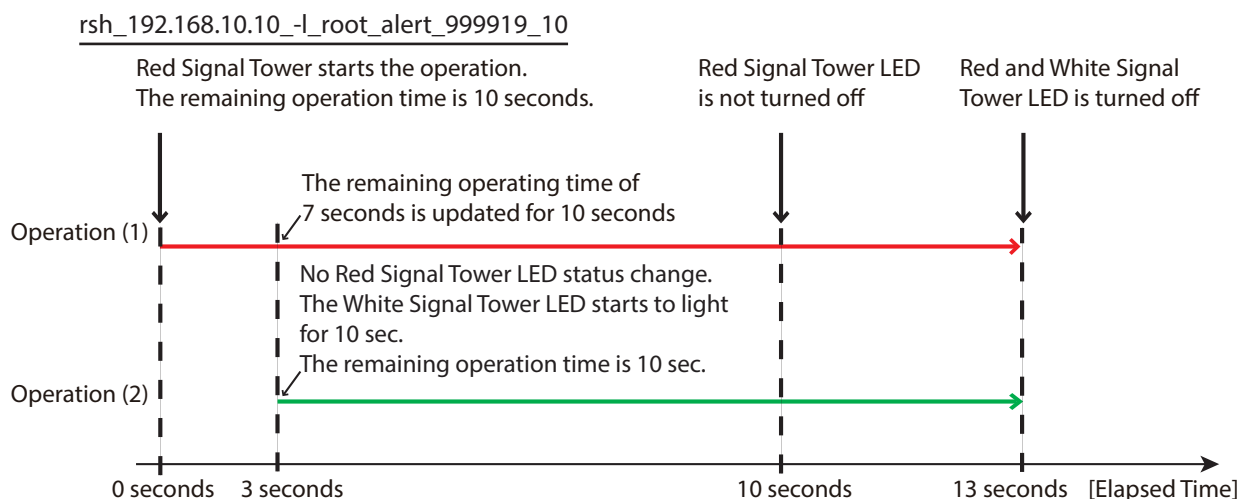 rsh_192.168.10.10_-l_root_alert_999919_10
Red Signal Tower starts the operation.
The remaining operation time is 10 seconds.
Red Signal Tower LED
is not turned off
Red and White Signal
Tower LED is turned off
The remaining operating time of
7 seconds is updated for 10 seconds
Operation (1)
No Red Signal Tower LED status change.
The White Signal Tower LED starts to light
for 10 sec.
The remaining operation time is 10 sec.
Operation (2)
0 seconds
3 seconds
10 seconds
13 seconds
[Elapsed Time]